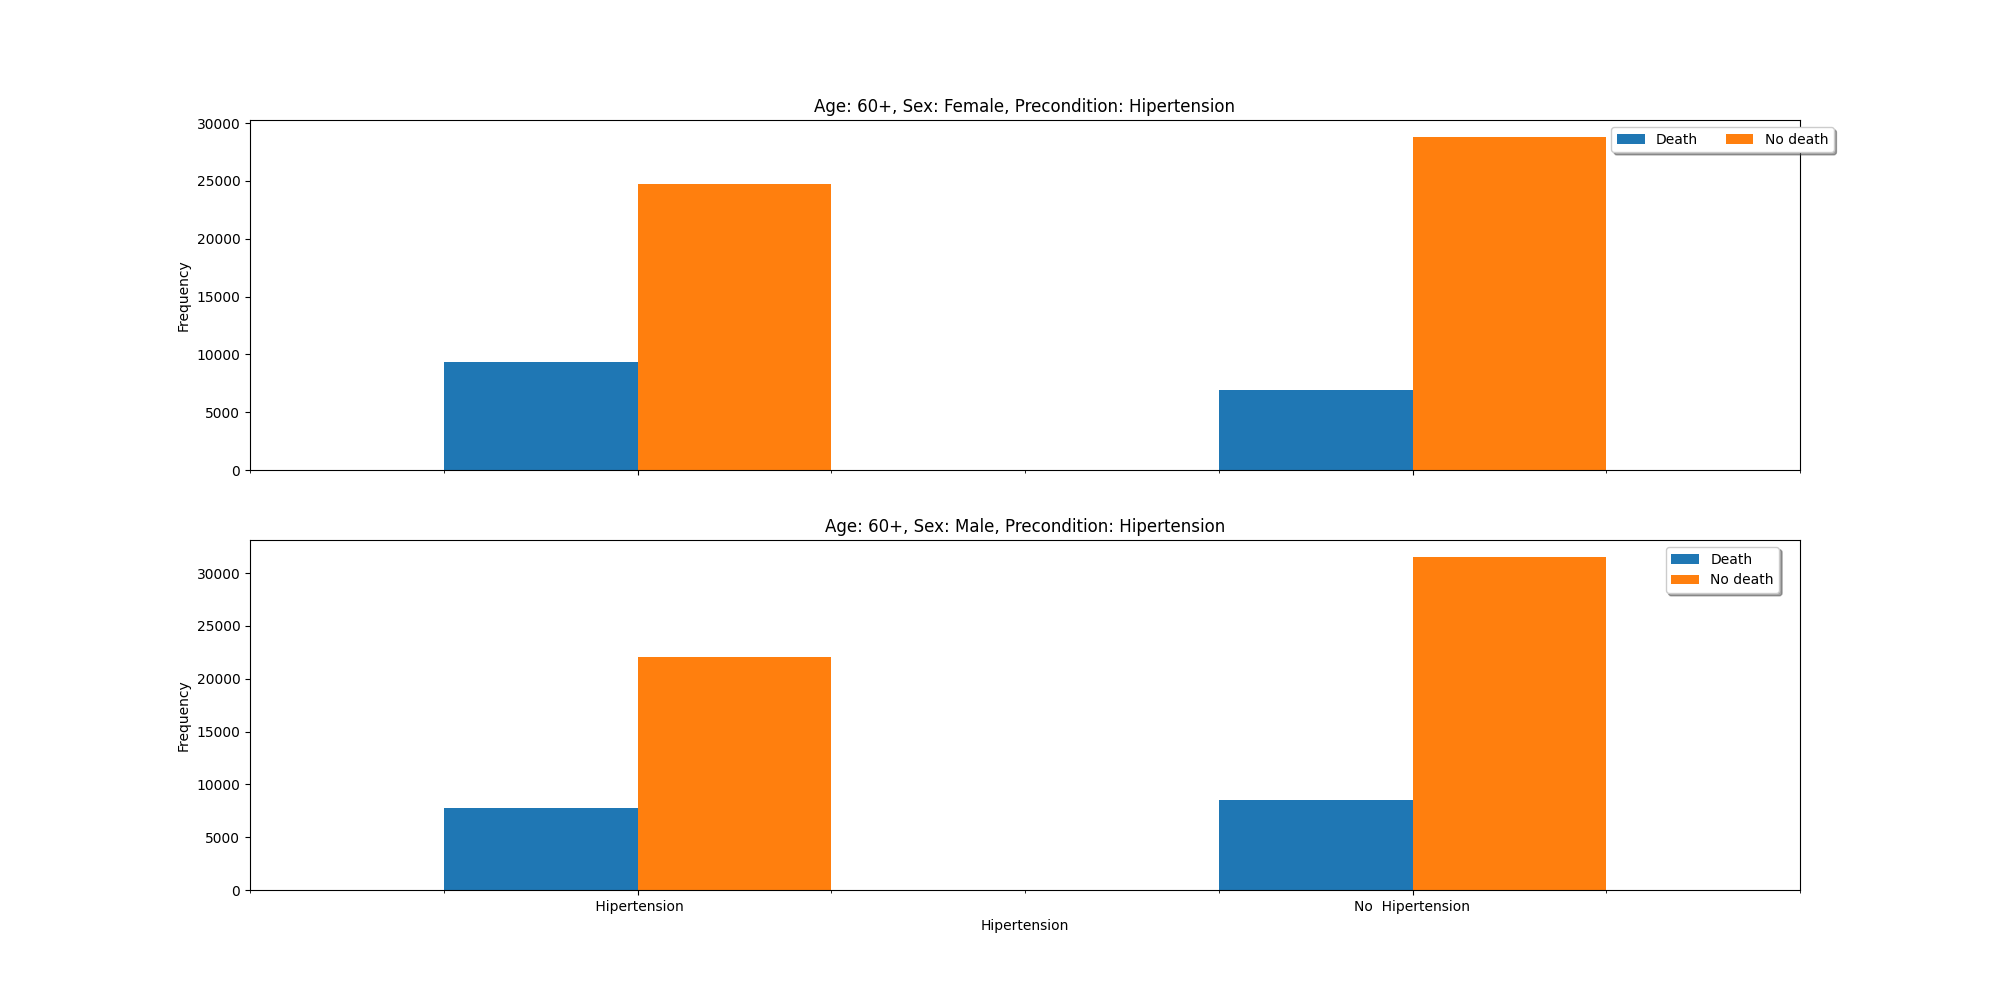 Age: 60+, Sex: Female, Precondition: Hipertension
30000
25000
20000
15000
10000
5000
0
Frequency
Death No death
Age: 60+, Sex: Male, Precondition: Hipertension
30000
25000
20000
15000
10000
5000
0
Frequency
Death
No death
Hipertension No  Hipertension
Hipertension